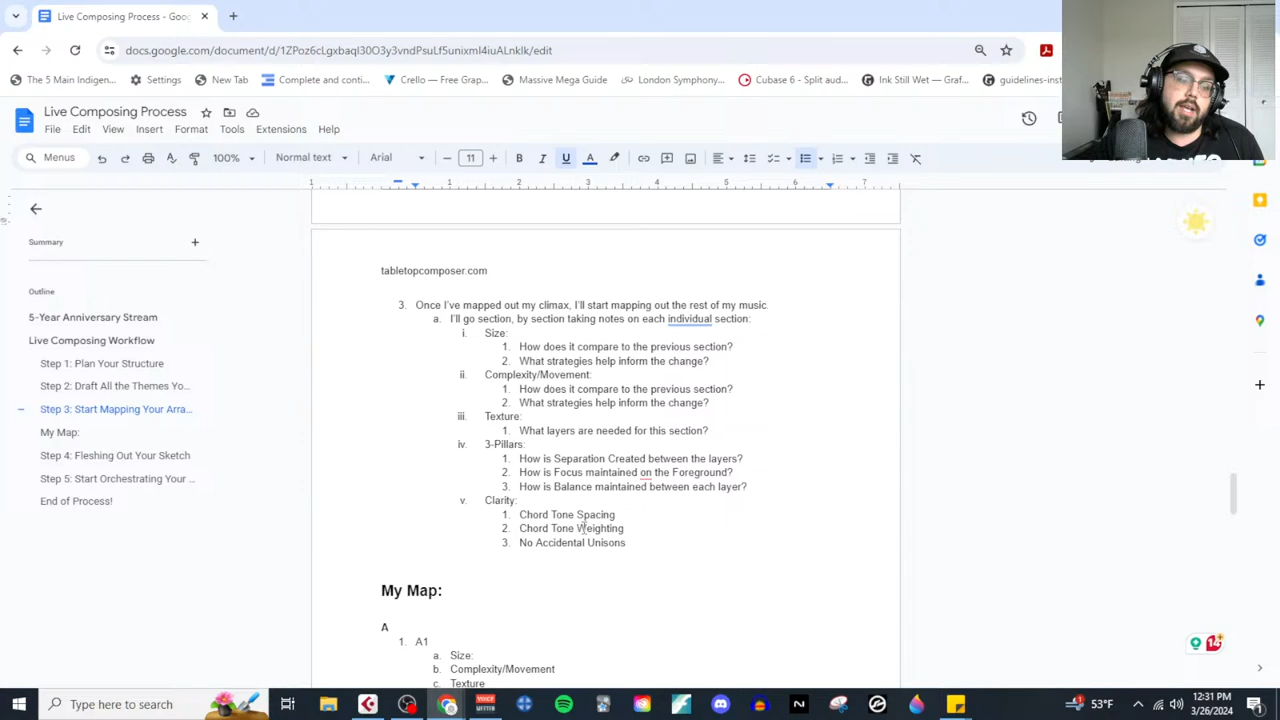 Live Composing Process - Goo
docs.google.com/document/d/1ZPoz6cLgxbaql30O3y3vndPsuLf5unixml4iuALnkIk/edit
The 5 Main Indigen...
Settings
New Tab
Complete and conti...
Crello — Free Grap...
Massive Mega Guide
London Symphony...
Cubase 6 - Split aud...
Ink Still Wet — Graf...
guidelines-inst
Live Composing Process
File Edit View Insert Format Tools Extensions Help
Menus
100%
Normal text
Arial
11
1 1 2 3 4 5 6 7
Summary
Outline
5-Year Anniversary Stream
Live Composing Workflow
Step 1: Plan Your Structure
Step 2: Draft All the Themes Yo...
Step 3: Start Mapping Your Arra...
My Map:
Step 4: Fleshing Out Your Sketch
Step 5: Start Orchestrating Your ...
End of Process!
tabletopcomposer.com
3. Once I've mapped out my climax, I'll start mapping out the rest of my music.
a. I'll go section, by section taking notes on each individual section:
i. Size:
1. How does it compare to the previous section?
2. What strategies help inform the change?
ii. Complexity/Movement:
1. How does it compare to the previous section?
2. What strategies help inform the change?
iii. Texture:
1. What layers are needed for this section?
iv. 3-Pillars:
1. How is Separation Created between the layers?
2. How is Focus maintained on the Foreground?
3. How is Balance maintained between each layer?
v. Clarity:
1. Chord Tone Spacing
2. Chord Tone Weighting
3. No Accidental Unisons
My Map:
A
1. A1
a. Size:
b. Complexity/Movement
c. Texture
14
Type here to search
53°F
12:31 PM
3/26/2024